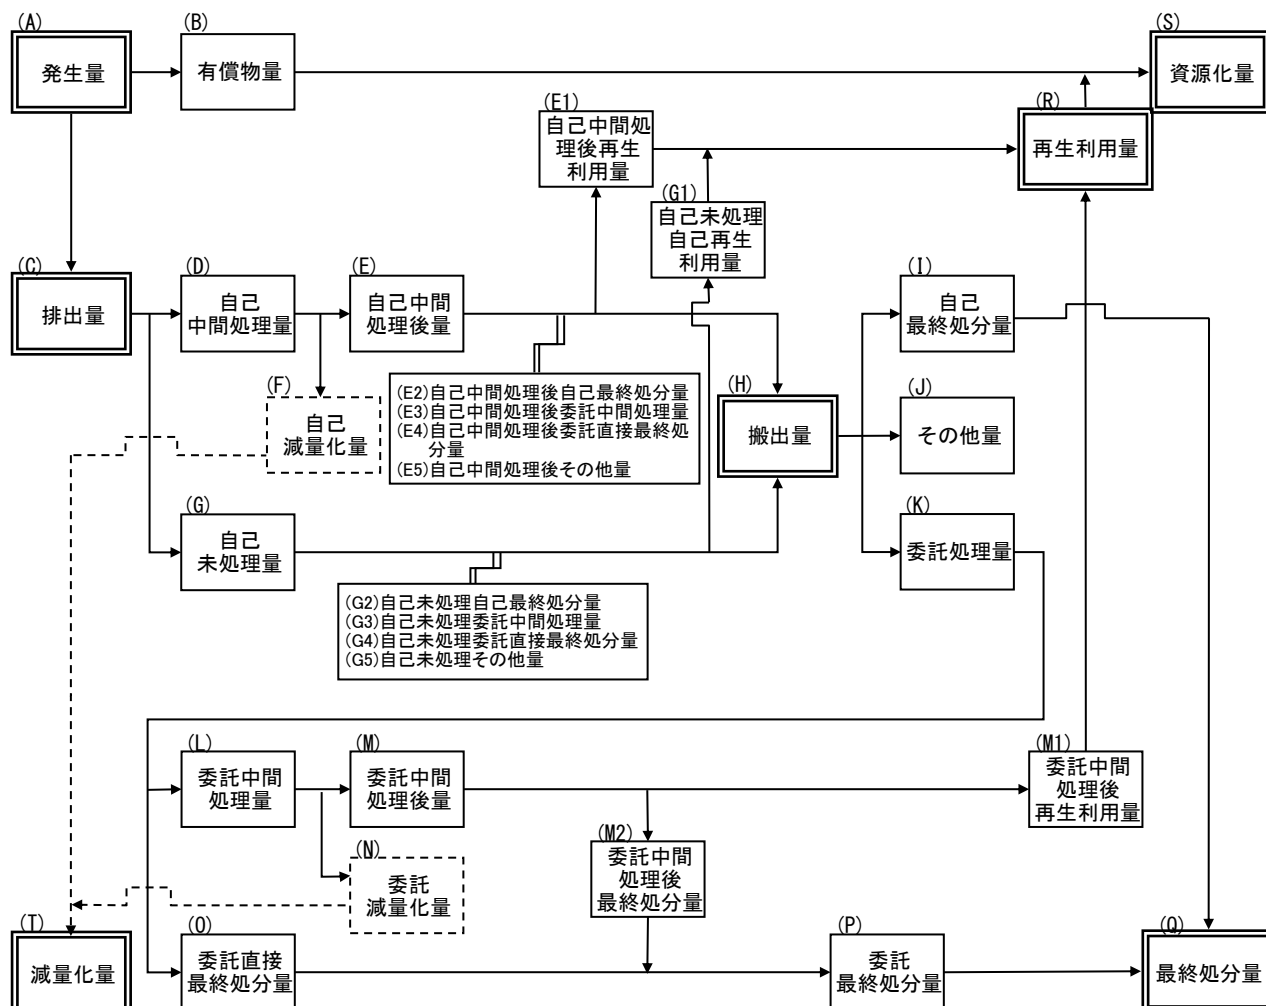 (A)
発生量
(B)
有償物量
(S)
資源化量
(E1)
自己中間処
理後再生
利用量
(R)
再生利用量
(G1)
自己未処理
自己再生
利用量
(C)
排出量
(D)
自己
中間処理量
(E)
自己中間
処理後量
(I)
自己
最終処分量
(F)
自己
減量化量
(E2)自己中間処理後自己最終処分量
(E3)自己中間処理後委託中間処理量
(E4)自己中間処理後委託直接最終処
分量
(E5)自己中間処理後その他量
(H)
搬出量
(J)
その他量
(G)
自己
未処理量
(K)
委託処理量
(G2)自己未処理自己最終処分量
(G3)自己未処理委託中間処理量
(G4)自己未処理委託直接最終処分量
(G5)自己未処理その他量
(L)
委託中間
処理量
(M)
委託中間
処理後量
(M1)
委託中間
処理後
再生利用量
(M2)
委託中間
処理後
最終処分量
(N)
委託
減量化量
(T)
減量化量
(O)
委託直接
最終処分量
(P)
委託
最終処分量
(Q)
最終処分量